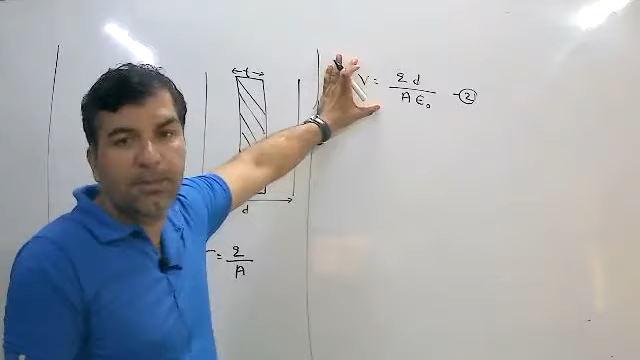 t
V = q d / A ε₀ —②
d
= q / A